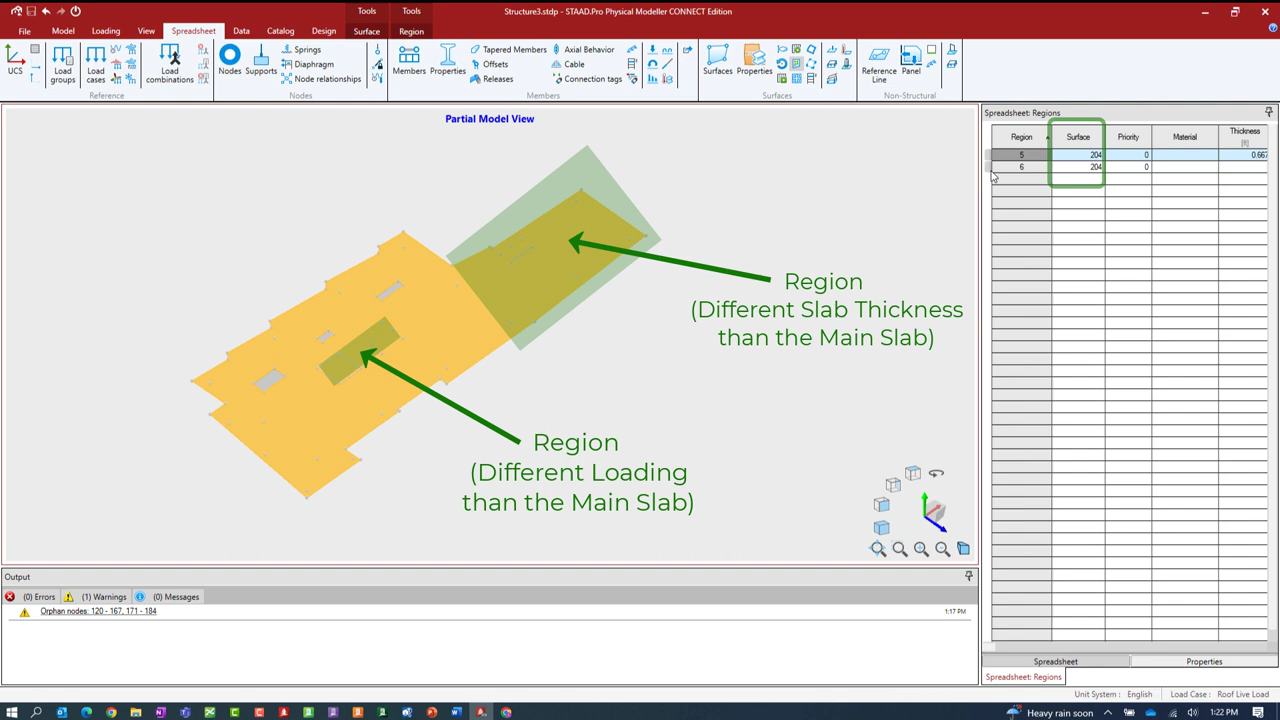 Tools
Tools
Structure3.stdp - STAAD.Pro Physical Modeller CONNECT Edition
File
Model
Loading
View
Spreadsheet
Data
Catalog
Design
Surface
Region
UCS
Load groups
Load cases
Load combinations
Reference
Nodes
Supports
Springs
Diaphragm
Node relationships
Nodes
Members
Properties
Tapered Members
Offsets
Releases
Axial Behavior
Cable
Connection tags
Members
Surfaces
Properties
Surfaces
Reference Line
Panel
Non-Structural
Partial Model View
Region
(Different Slab Thickness
than the Main Slab)
Region
(Different Loading
than the Main Slab)
Spreadsheet: Regions
Region Surface Priority Material Thickness [ft]
5 204 0 0.667
6 204 0
Spreadsheet
Properties
Spreadsheet: Regions
Output
(0) Errors
(1) Warnings
(0) Messages
Orphan nodes: 120 - 167, 171 - 184
1:17 PM
Unit System : English
Load Case: Roof Live Load
Heavy rain soon
1:22 PM